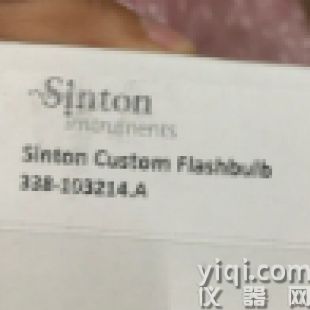 Sinton
Instruments
Sinton Custom Flashbulb
338-103214.A
yiqi.com
仪器网